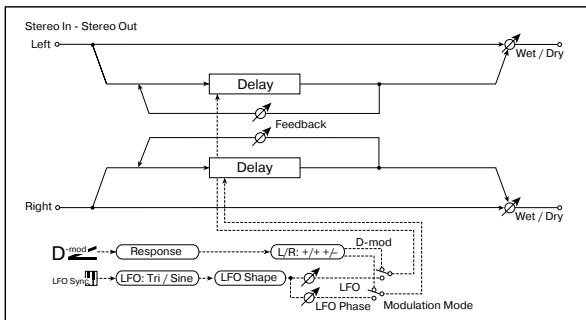 Stereo In - Stereo Out
Left
Wet / Dry
Delay
Feedback
Delay
Right
Wet / Dry
D-mod
Response
L/R: +/+ +/–
D-mod
LFO Sync
LFO: Tri / Sine
LFO Shape
LFO
LFO Phase
Modulation Mode